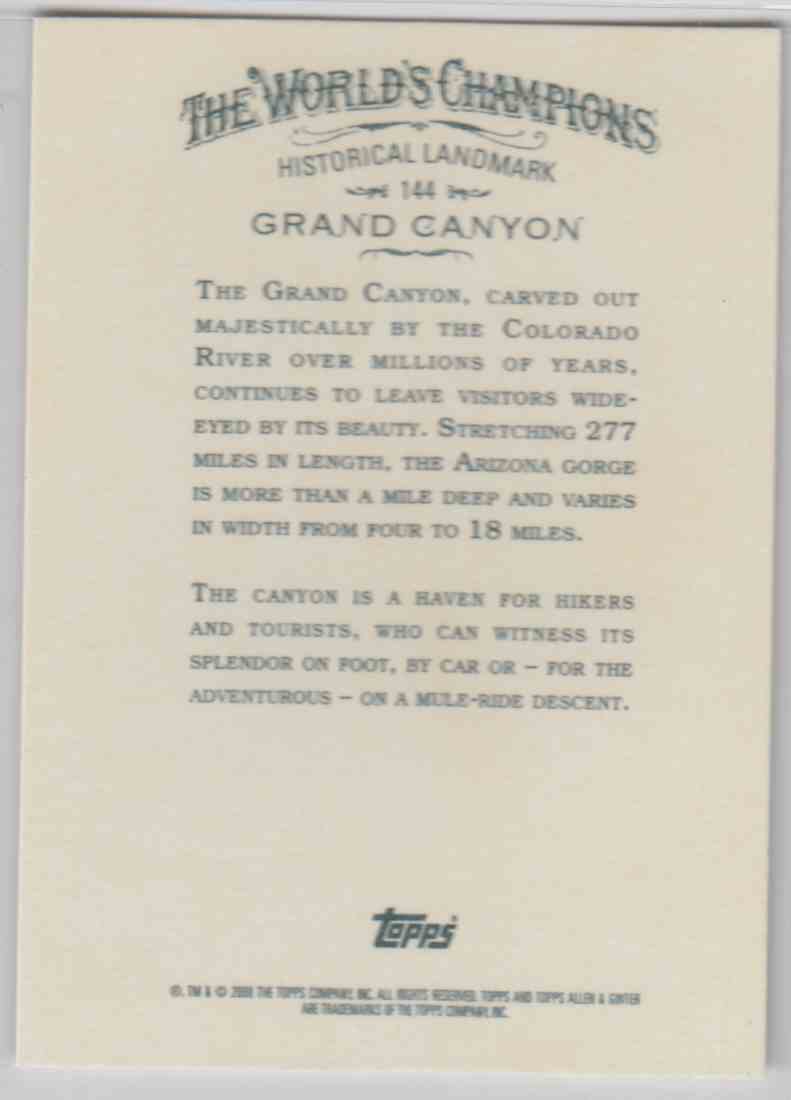 THE WORLD'S CHAMPIONS
HISTORICAL LANDMARK
144
GRAND CANYON
THE GRAND CANYON, CARVED OUT
MAJESTICALLY BY THE COLORADO
RIVER OVER MILLIONS OF YEARS,
CONTINUES TO LEAVE VISITORS WIDE-
EYED BY ITS BEAUTY. STRETCHING 277
MILES IN LENGTH, THE ARIZONA GORGE
IS MORE THAN A MILE DEEP AND VARIES
IN WIDTH FROM FOUR TO 18 MILES.
THE CANYON IS A HAVEN FOR HIKERS
AND TOURISTS, WHO CAN WITNESS ITS
SPLENDOR ON FOOT, BY CAR OR – FOR THE
ADVENTUROUS – ON A MULE-RIDE DESCENT.
Topps
®, TM & © 2008 THE TOPPS COMPANY, INC. ALL RIGHTS RESERVED. TOPPS AND TOPPS ALLEN & GINTER
ARE TRADEMARKS OF THE TOPPS COMPANY, INC.